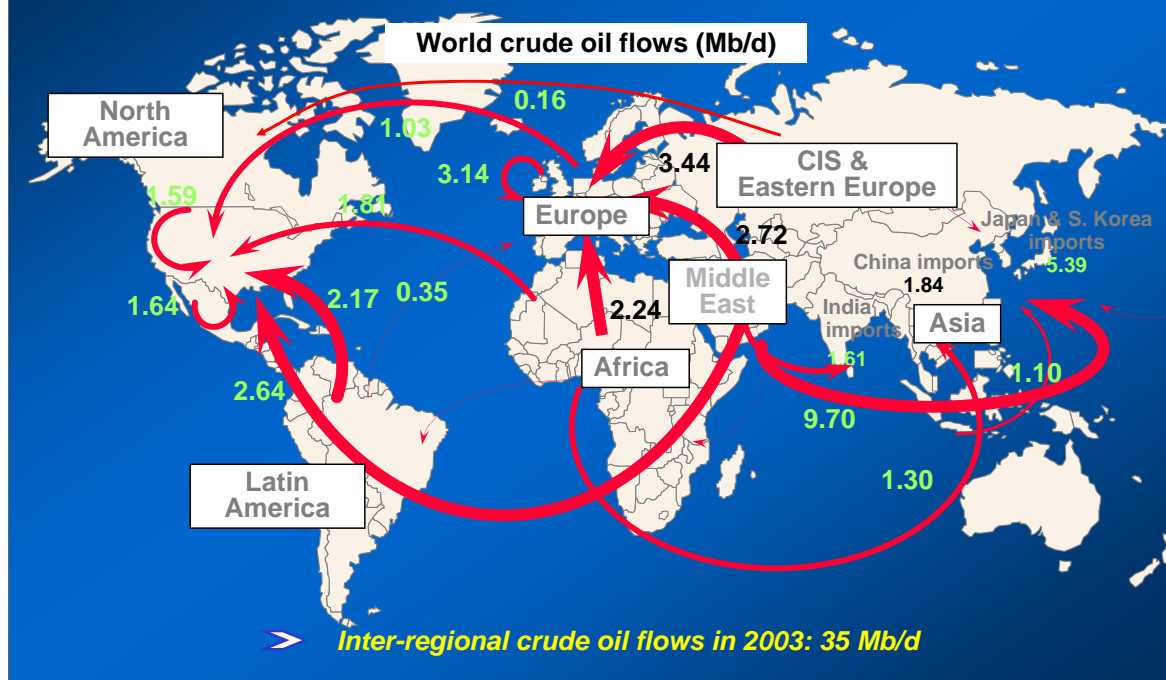 World crude oil flows (Mb/d)
North
America
0.16
1.03
3.14
3.44
CIS &
Eastern Europe
1.59
1.81
Europe
Japan & S. Korea
imports
5.39
2.72
China imports
1.84
Middle
East
1.64
2.17
0.35
2.24
India
imports
1.61
Asia
Africa
2.64
1.10
9.70
1.30
Latin
America
Inter-regional crude oil flows in 2003: 35 Mb/d